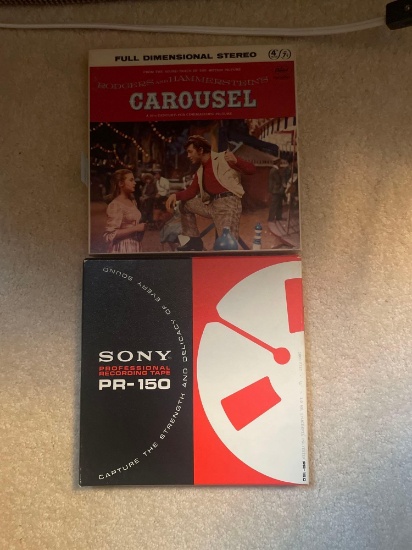 FULL DIMENSIONAL STEREO
RODGERS AND HAMMERSTEIN'S
CAROUSEL
SONY
PROFESSIONAL
RECORDING TAPE
PR-150
CAPTURE THE STRENGTH AND DELICACY OF EVERY SOUND